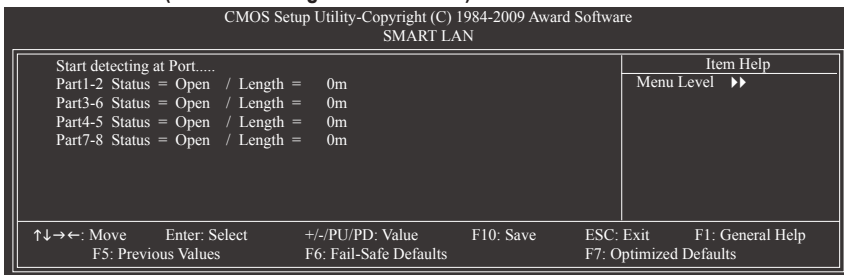 CMOS Setup Utility-Copyright (C) 1984-2009 Award Software
SMART LAN
Start detecting at Port.....
Part1-2 Status = Open / Length = 0m
Part3-6 Status = Open / Length = 0m
Part4-5 Status = Open / Length = 0m
Part7-8 Status = Open / Length = 0m
Item Help
Menu Level ▶▶
↑↓→←: Move Enter: Select +/-/PU/PD: Value F10: Save ESC: Exit F1: General Help
F5: Previous Values F6: Fail-Safe Defaults F7: Optimized Defaults